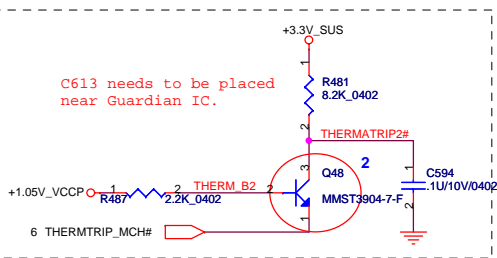 +3.3V_SUS
C613 needs to be placed
near Guardian IC.
1
R481
8.2K_0402
2
THERMATRIP2#
3
Q48
2
1
C594
.1U/10V/0402
2
+1.05V_VCCP
1
R487
2
2.2K_0402
THERM_B2
2
MMST3904-7-F
1
6 THERMTRIP_MCH#